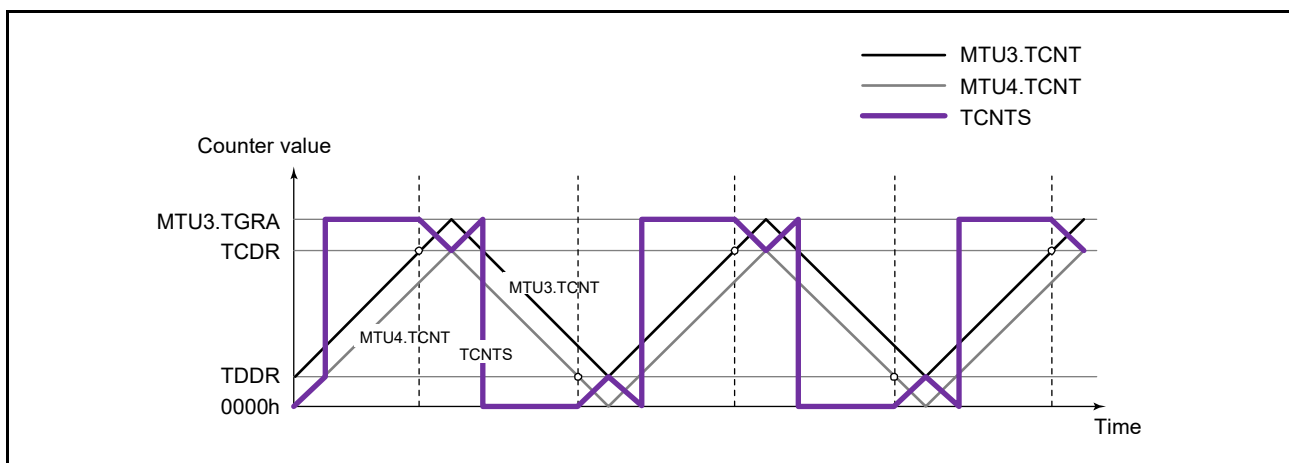 MTU3.TCNT
MTU4.TCNT
TCNTS
Counter value
MTU3.TGRA
TCDR
MTU3.TCNT
MTU4.TCNT
TCNTS
TDDR
0000h
Time